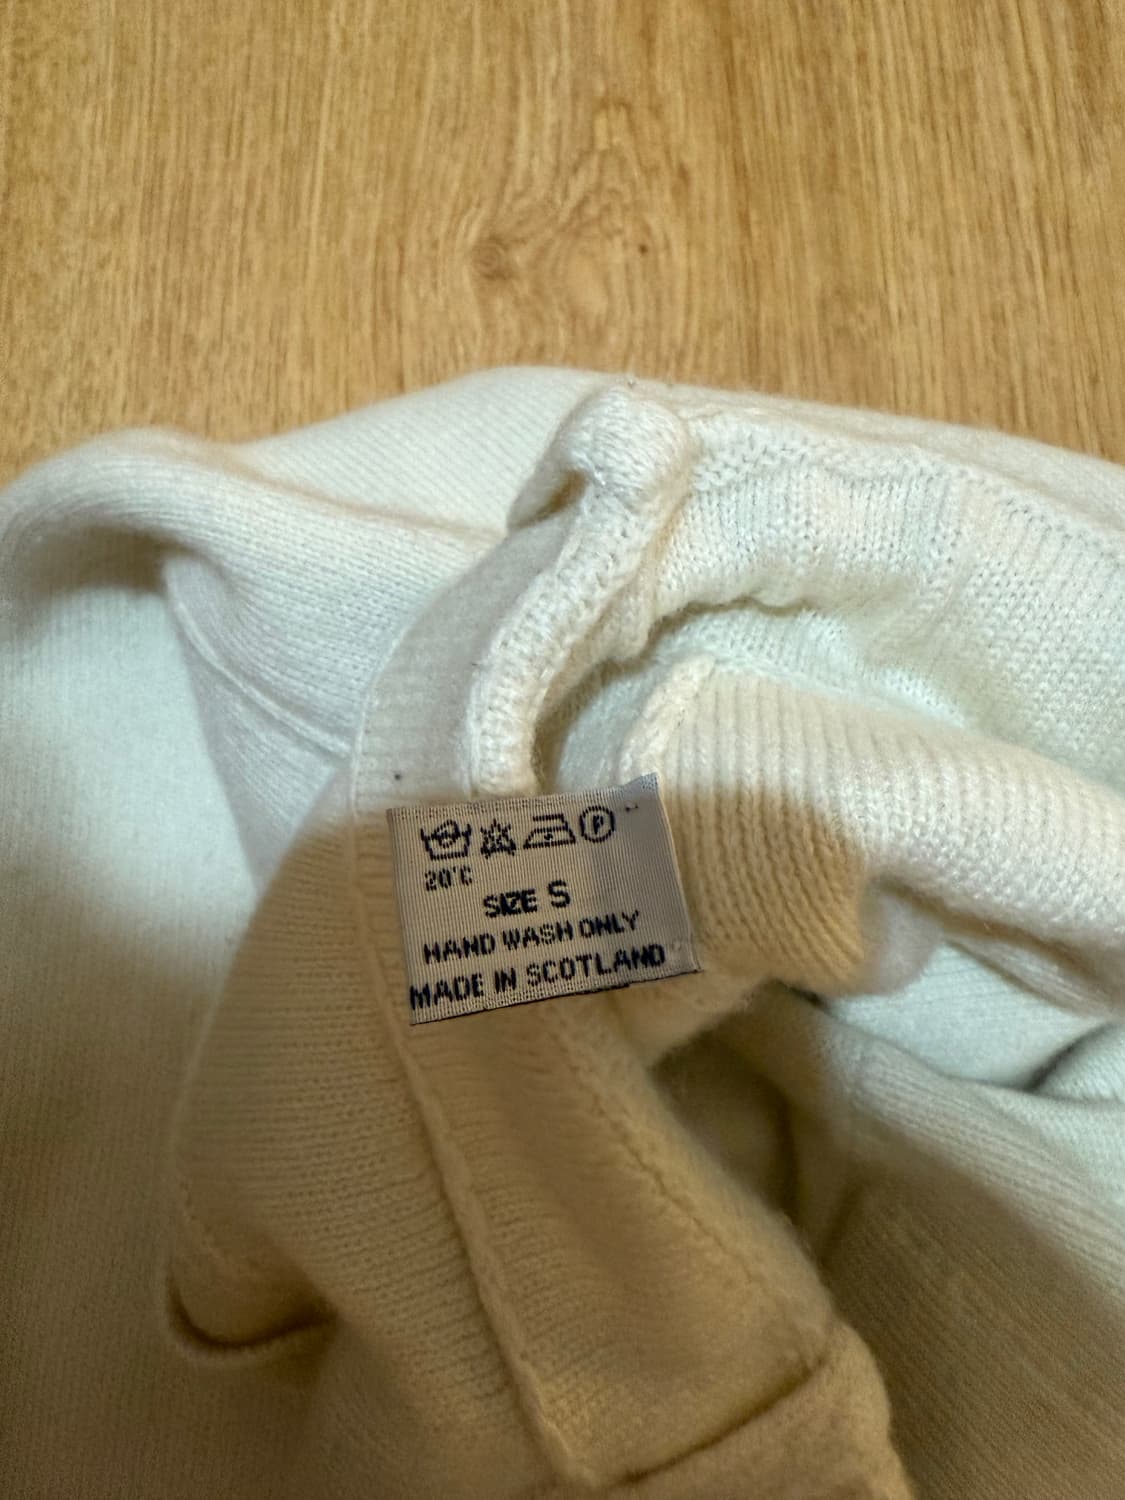 P
20°C
SIZE S
HAND WASH ONLY
MADE IN SCOTLAND